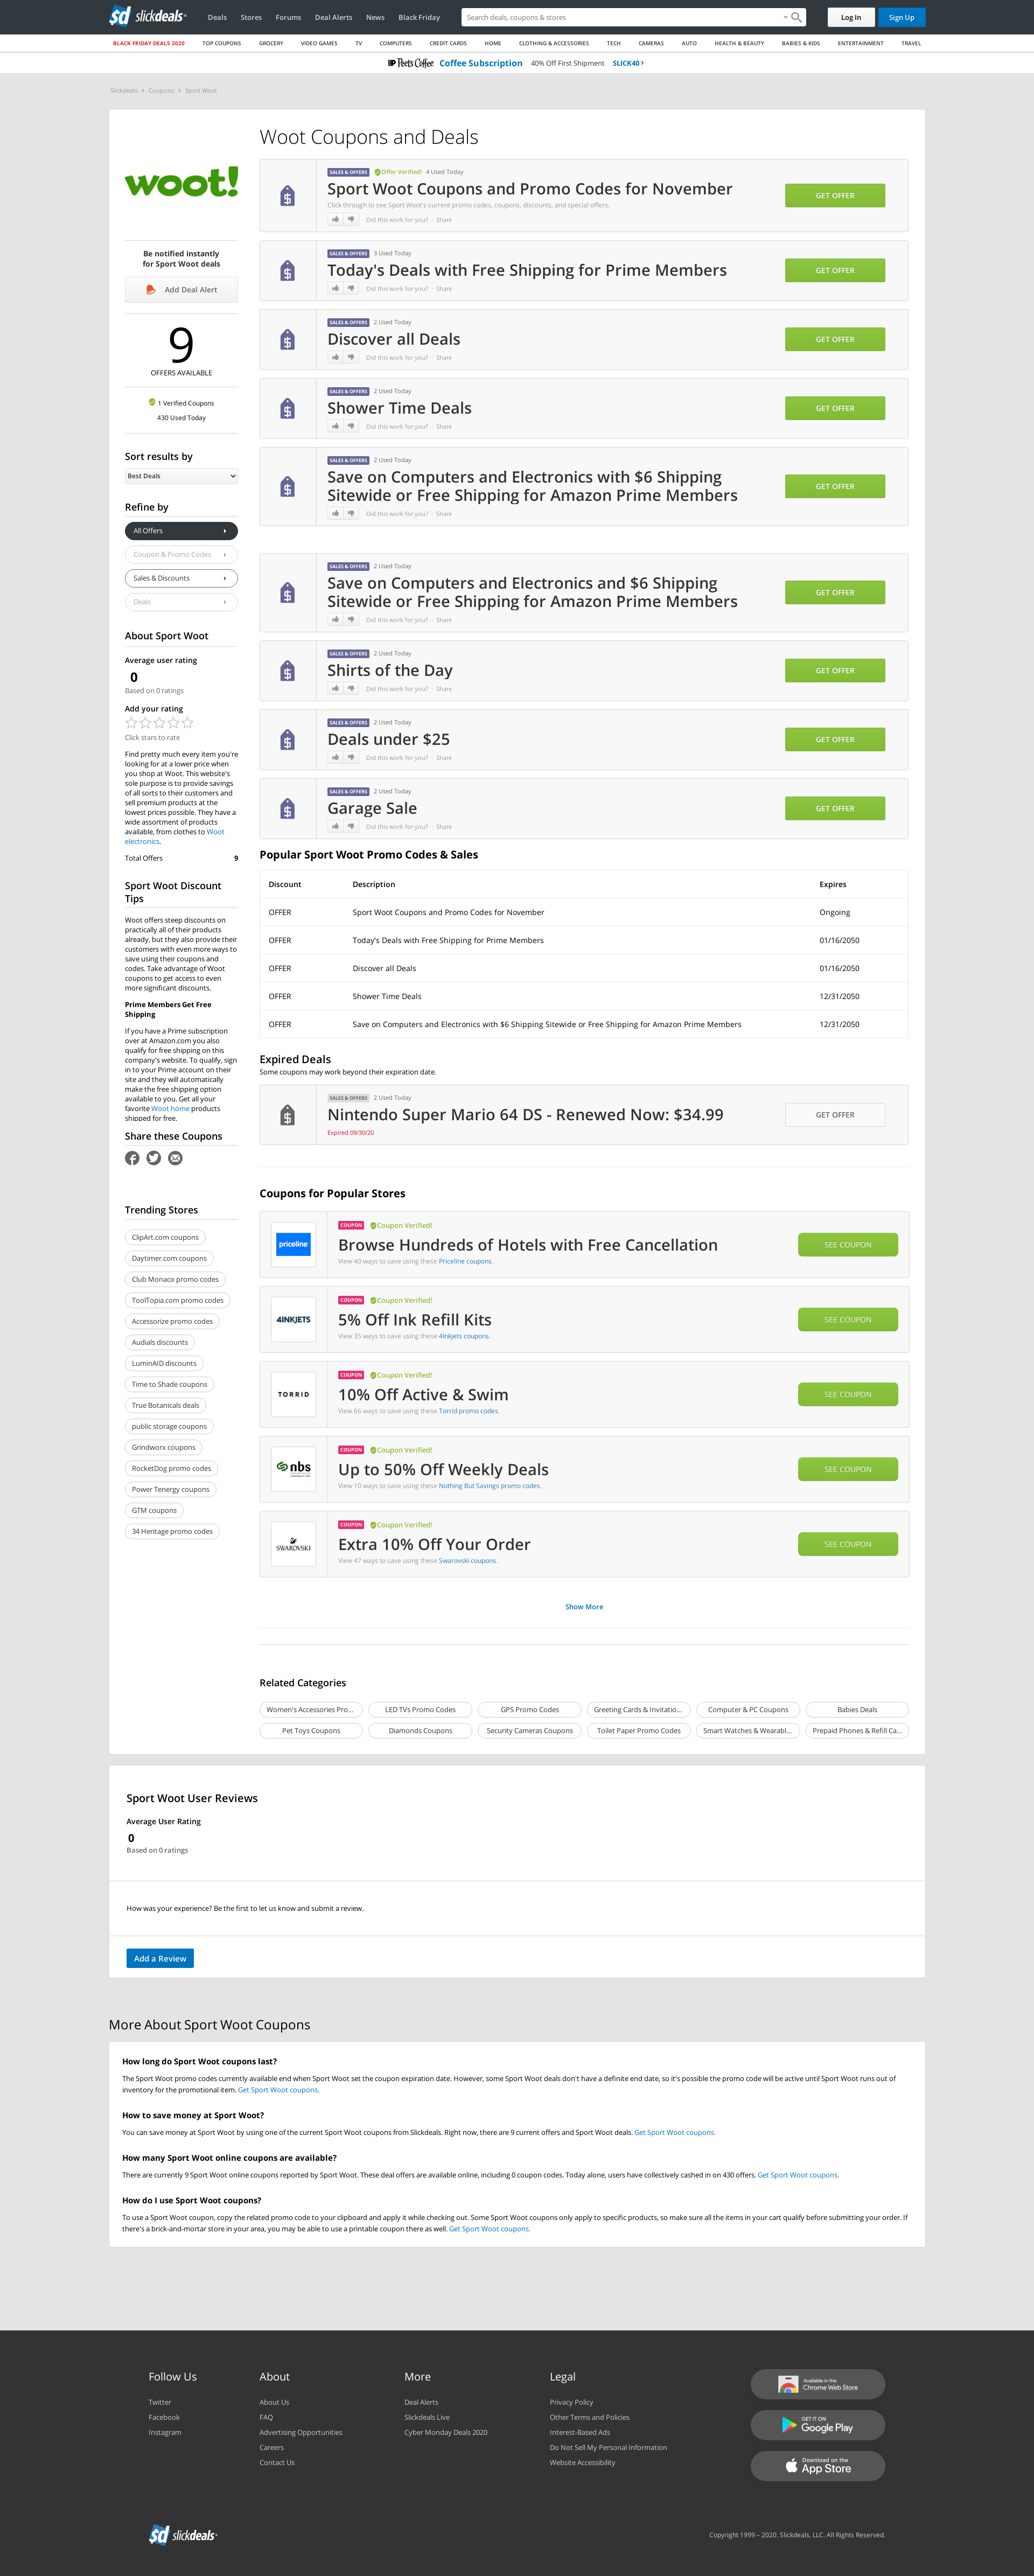 slickdeals
Deals Stores Forums Deal Alerts News Black Friday
Search deals, coupons & stores
Log In Sign Up
BLACK FRIDAY DEALS 2020 TOP COUPONS GROCERY VIDEO GAMES TV COMPUTERS CREDIT CARDS HOME CLOTHING & ACCESSORIES TECH CAMERAS AUTO HEALTH & BEAUTY BABIES & KIDS ENTERTAINMENT TRAVEL
Peet's Coffee Coffee Subscription 40% Off First Shipment SLICK40 ›
Slickdeals › Coupons › Sport Woot
woot!
Be notified instantly
for Sport Woot deals
Add Deal Alert
9
OFFERS AVAILABLE
1 Verified Coupons
430 Used Today
Sort results by
Best Deals
Refine by
All Offers
Coupon & Promo Codes
Sales & Discounts
Deals
About Sport Woot
Average user rating
0
Based on 0 ratings
Add your rating
Click stars to rate
Find pretty much every item you're
looking for at a lower price when
you shop at Woot. This website's
sole purpose is to provide savings
of all sorts to their customers and
sell premium products at the
lowest prices possible. They have a
wide assortment of products
available, from clothes to Woot
electronics.
Total Offers 9
Sport Woot Discount
Tips
Woot offers steep discounts on
practically all of their products
already, but they also provide their
customers with even more ways to
save using their coupons and
codes. Take advantage of Woot
coupons to get access to even
more significant discounts.
Prime Members Get Free
Shipping
If you have a Prime subscription
over at Amazon.com you also
qualify for free shipping on this
company's website. To qualify, sign
in to your Prime account on their
site and they will automatically
make the free shipping option
available to you. Get all your
favorite Woot home products
shipped for free.
Share these Coupons
Trending Stores
ClipArt.com coupons
Daytimer.com coupons
Club Monaco promo codes
ToolTopia.com promo codes
Accessorize promo codes
Audials discounts
LuminAID discounts
Time to Shade coupons
True Botanicals deals
public storage coupons
Grindworx coupons
RocketDog promo codes
Power Tenergy coupons
GTM coupons
34 Heritage promo codes
Woot Coupons and Deals
SALES & OFFERS Offer Verified! 4 Used Today
Sport Woot Coupons and Promo Codes for November
Click through to see Sport Woot's current promo codes, coupons, discounts, and special offers.
Did this work for you? · Share
GET OFFER
SALES & OFFERS 3 Used Today
Today's Deals with Free Shipping for Prime Members
Did this work for you? · Share
GET OFFER
SALES & OFFERS 2 Used Today
Discover all Deals
Did this work for you? · Share
GET OFFER
SALES & OFFERS 2 Used Today
Shower Time Deals
Did this work for you? · Share
GET OFFER
SALES & OFFERS 2 Used Today
Save on Computers and Electronics with $6 Shipping
Sitewide or Free Shipping for Amazon Prime Members
Did this work for you? · Share
GET OFFER
SALES & OFFERS 2 Used Today
Save on Computers and Electronics and $6 Shipping
Sitewide or Free Shipping for Amazon Prime Members
Did this work for you? · Share
GET OFFER
SALES & OFFERS 2 Used Today
Shirts of the Day
Did this work for you? · Share
GET OFFER
SALES & OFFERS 2 Used Today
Deals under $25
Did this work for you? · Share
GET OFFER
SALES & OFFERS 2 Used Today
Garage Sale
Did this work for you? · Share
GET OFFER
Popular Sport Woot Promo Codes & Sales
Discount Description Expires
OFFER Sport Woot Coupons and Promo Codes for November Ongoing
OFFER Today's Deals with Free Shipping for Prime Members 01/16/2050
OFFER Discover all Deals 01/16/2050
OFFER Shower Time Deals 12/31/2050
OFFER Save on Computers and Electronics with $6 Shipping Sitewide or Free Shipping for Amazon Prime Members 12/31/2050
Expired Deals
Some coupons may work beyond their expiration date.
SALES & OFFERS 2 Used Today
Nintendo Super Mario 64 DS - Renewed Now: $34.99
Expired 09/30/20
GET OFFER
Coupons for Popular Stores
priceline
COUPON Coupon Verified!
Browse Hundreds of Hotels with Free Cancellation
View 40 ways to save using these Priceline coupons.
SEE COUPON
4INKJETS
COUPON Coupon Verified!
5% Off Ink Refill Kits
View 35 ways to save using these 4Inkjets coupons.
SEE COUPON
TORRID
COUPON Coupon Verified!
10% Off Active & Swim
View 66 ways to save using these Torrid promo codes.
SEE COUPON
nbs
COUPON Coupon Verified!
Up to 50% Off Weekly Deals
View 10 ways to save using these Nothing But Savings promo codes.
SEE COUPON
SWAROVSKI
COUPON Coupon Verified!
Extra 10% Off Your Order
View 47 ways to save using these Swarovski coupons.
SEE COUPON
Show More
Related Categories
Women's Accessories Pro... LED TVs Promo Codes GPS Promo Codes Greeting Cards & Invitatio... Computer & PC Coupons Babies Deals
Pet Toys Coupons Diamonds Coupons Security Cameras Coupons Toilet Paper Promo Codes Smart Watches & Wearabl... Prepaid Phones & Refill Ca...
Sport Woot User Reviews
Average User Rating
0
Based on 0 ratings
How was your experience? Be the first to let us know and submit a review.
Add a Review
More About Sport Woot Coupons
How long do Sport Woot coupons last?
The Sport Woot promo codes currently available end when Sport Woot set the coupon expiration date. However, some Sport Woot deals don't have a definite end date, so it's possible the promo code will be active until Sport Woot runs out of
inventory for the promotional item. Get Sport Woot coupons.
How to save money at Sport Woot?
You can save money at Sport Woot by using one of the current Sport Woot coupons from Slickdeals. Right now, there are 9 current offers and Sport Woot deals. Get Sport Woot coupons.
How many Sport Woot online coupons are available?
There are currently 9 Sport Woot online coupons reported by Sport Woot. These deal offers are available online, including 0 coupon codes. Today alone, users have collectively cashed in on 430 offers. Get Sport Woot coupons.
How do I use Sport Woot coupons?
To use a Sport Woot coupon, copy the related promo code to your clipboard and apply it while checking out. Some Sport Woot coupons only apply to specific products, so make sure all the items in your cart qualify before submitting your order. If
there's a brick-and-mortar store in your area, you may be able to use a printable coupon there as well. Get Sport Woot coupons.
Follow Us
Twitter
Facebook
Instagram
About
About Us
FAQ
Advertising Opportunities
Careers
Contact Us
More
Deal Alerts
Slickdeals Live
Cyber Monday Deals 2020
Legal
Privacy Policy
Other Terms and Policies
Interest-Based Ads
Do Not Sell My Personal Information
Website Accessibility
Available in the
Chrome Web Store
GET IT ON
Google Play
Download on the
App Store
slickdeals
Copyright 1999 – 2020. Slickdeals, LLC. All Rights Reserved.